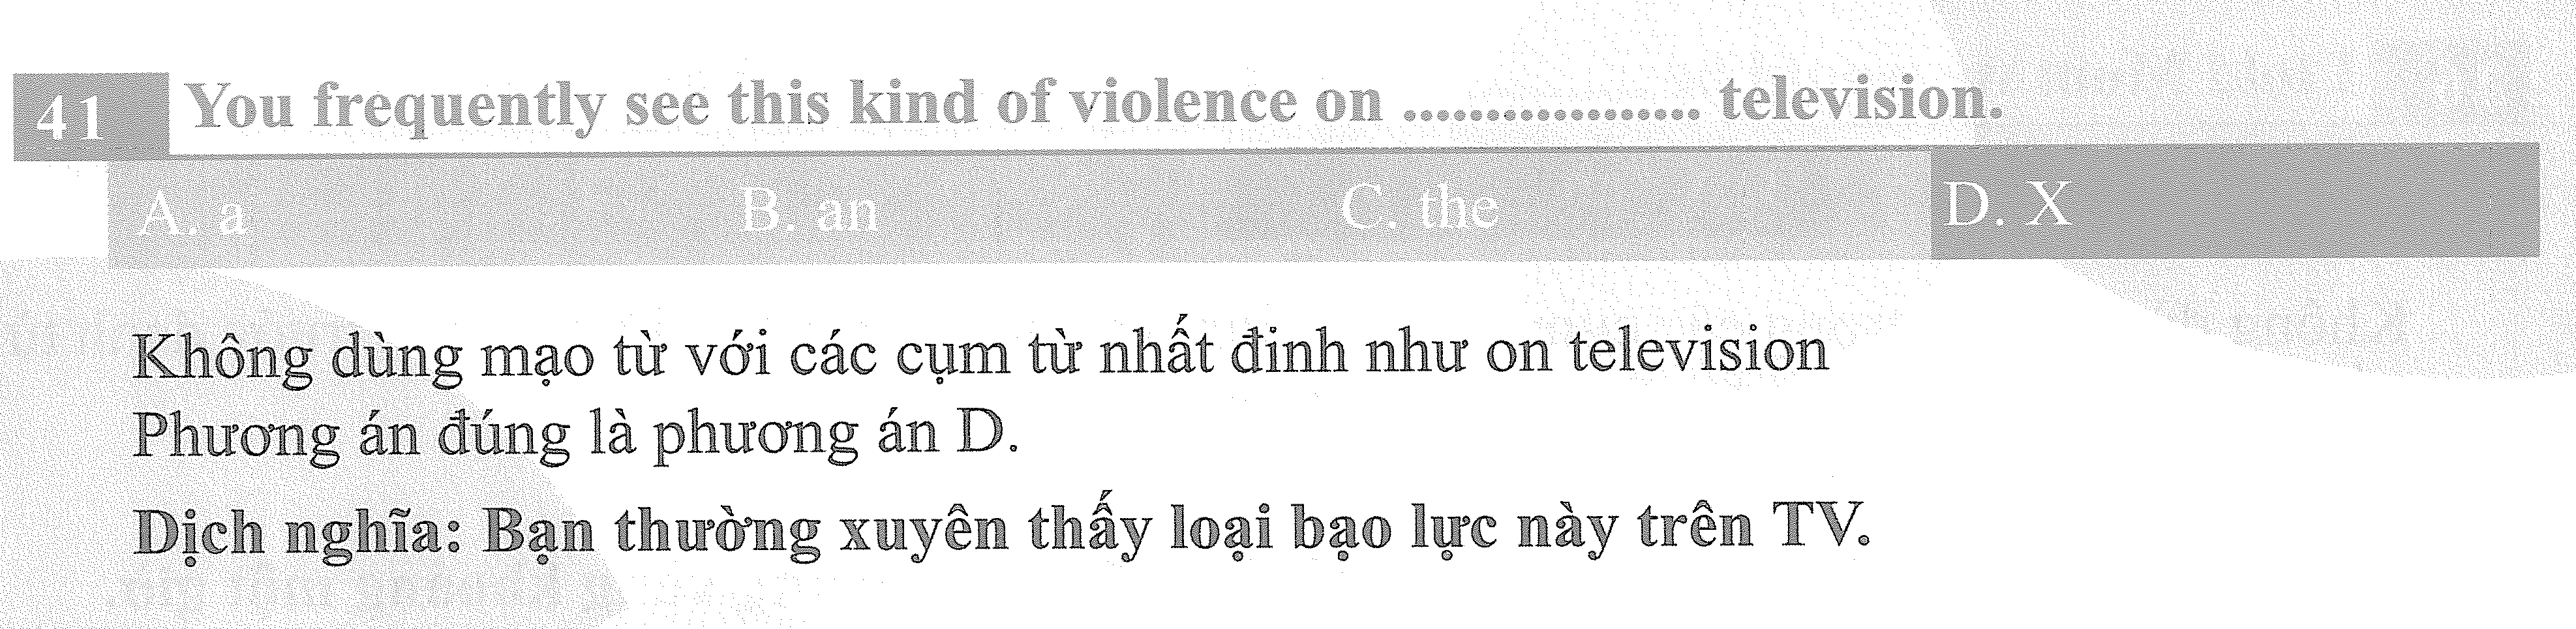 41 You frequently see this kind of violence on .................. television.
A. a B. an C. the D. X
Không dùng mạo từ với các cụm từ nhất đinh như on television
Phương án đúng là phương án D.
Dịch nghĩa: Bạn thường xuyên thấy loại bạo lực này trên TV.